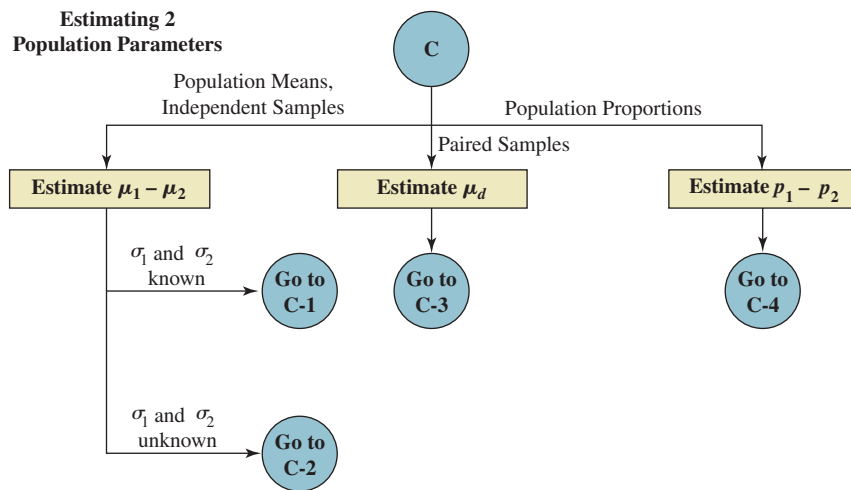 Estimating 2
Population Parameters
C
Population Means,
Independent Samples
Population Proportions
Paired Samples
Estimate μ₁ − μ₂
Estimate μd
Estimate p₁ − p₂
σ₁ and σ₂
known
Go to
C-1
Go to
C-3
Go to
C-4
σ₁ and σ₂
unknown
Go to
C-2